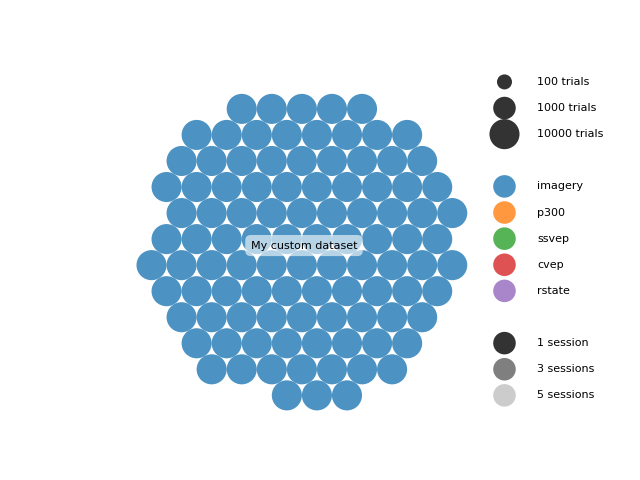 100 trials
1000 trials
10000 trials
imagery
p300
ssvep
My custom dataset
cvep
rstate
1 session
3 sessions
5 sessions